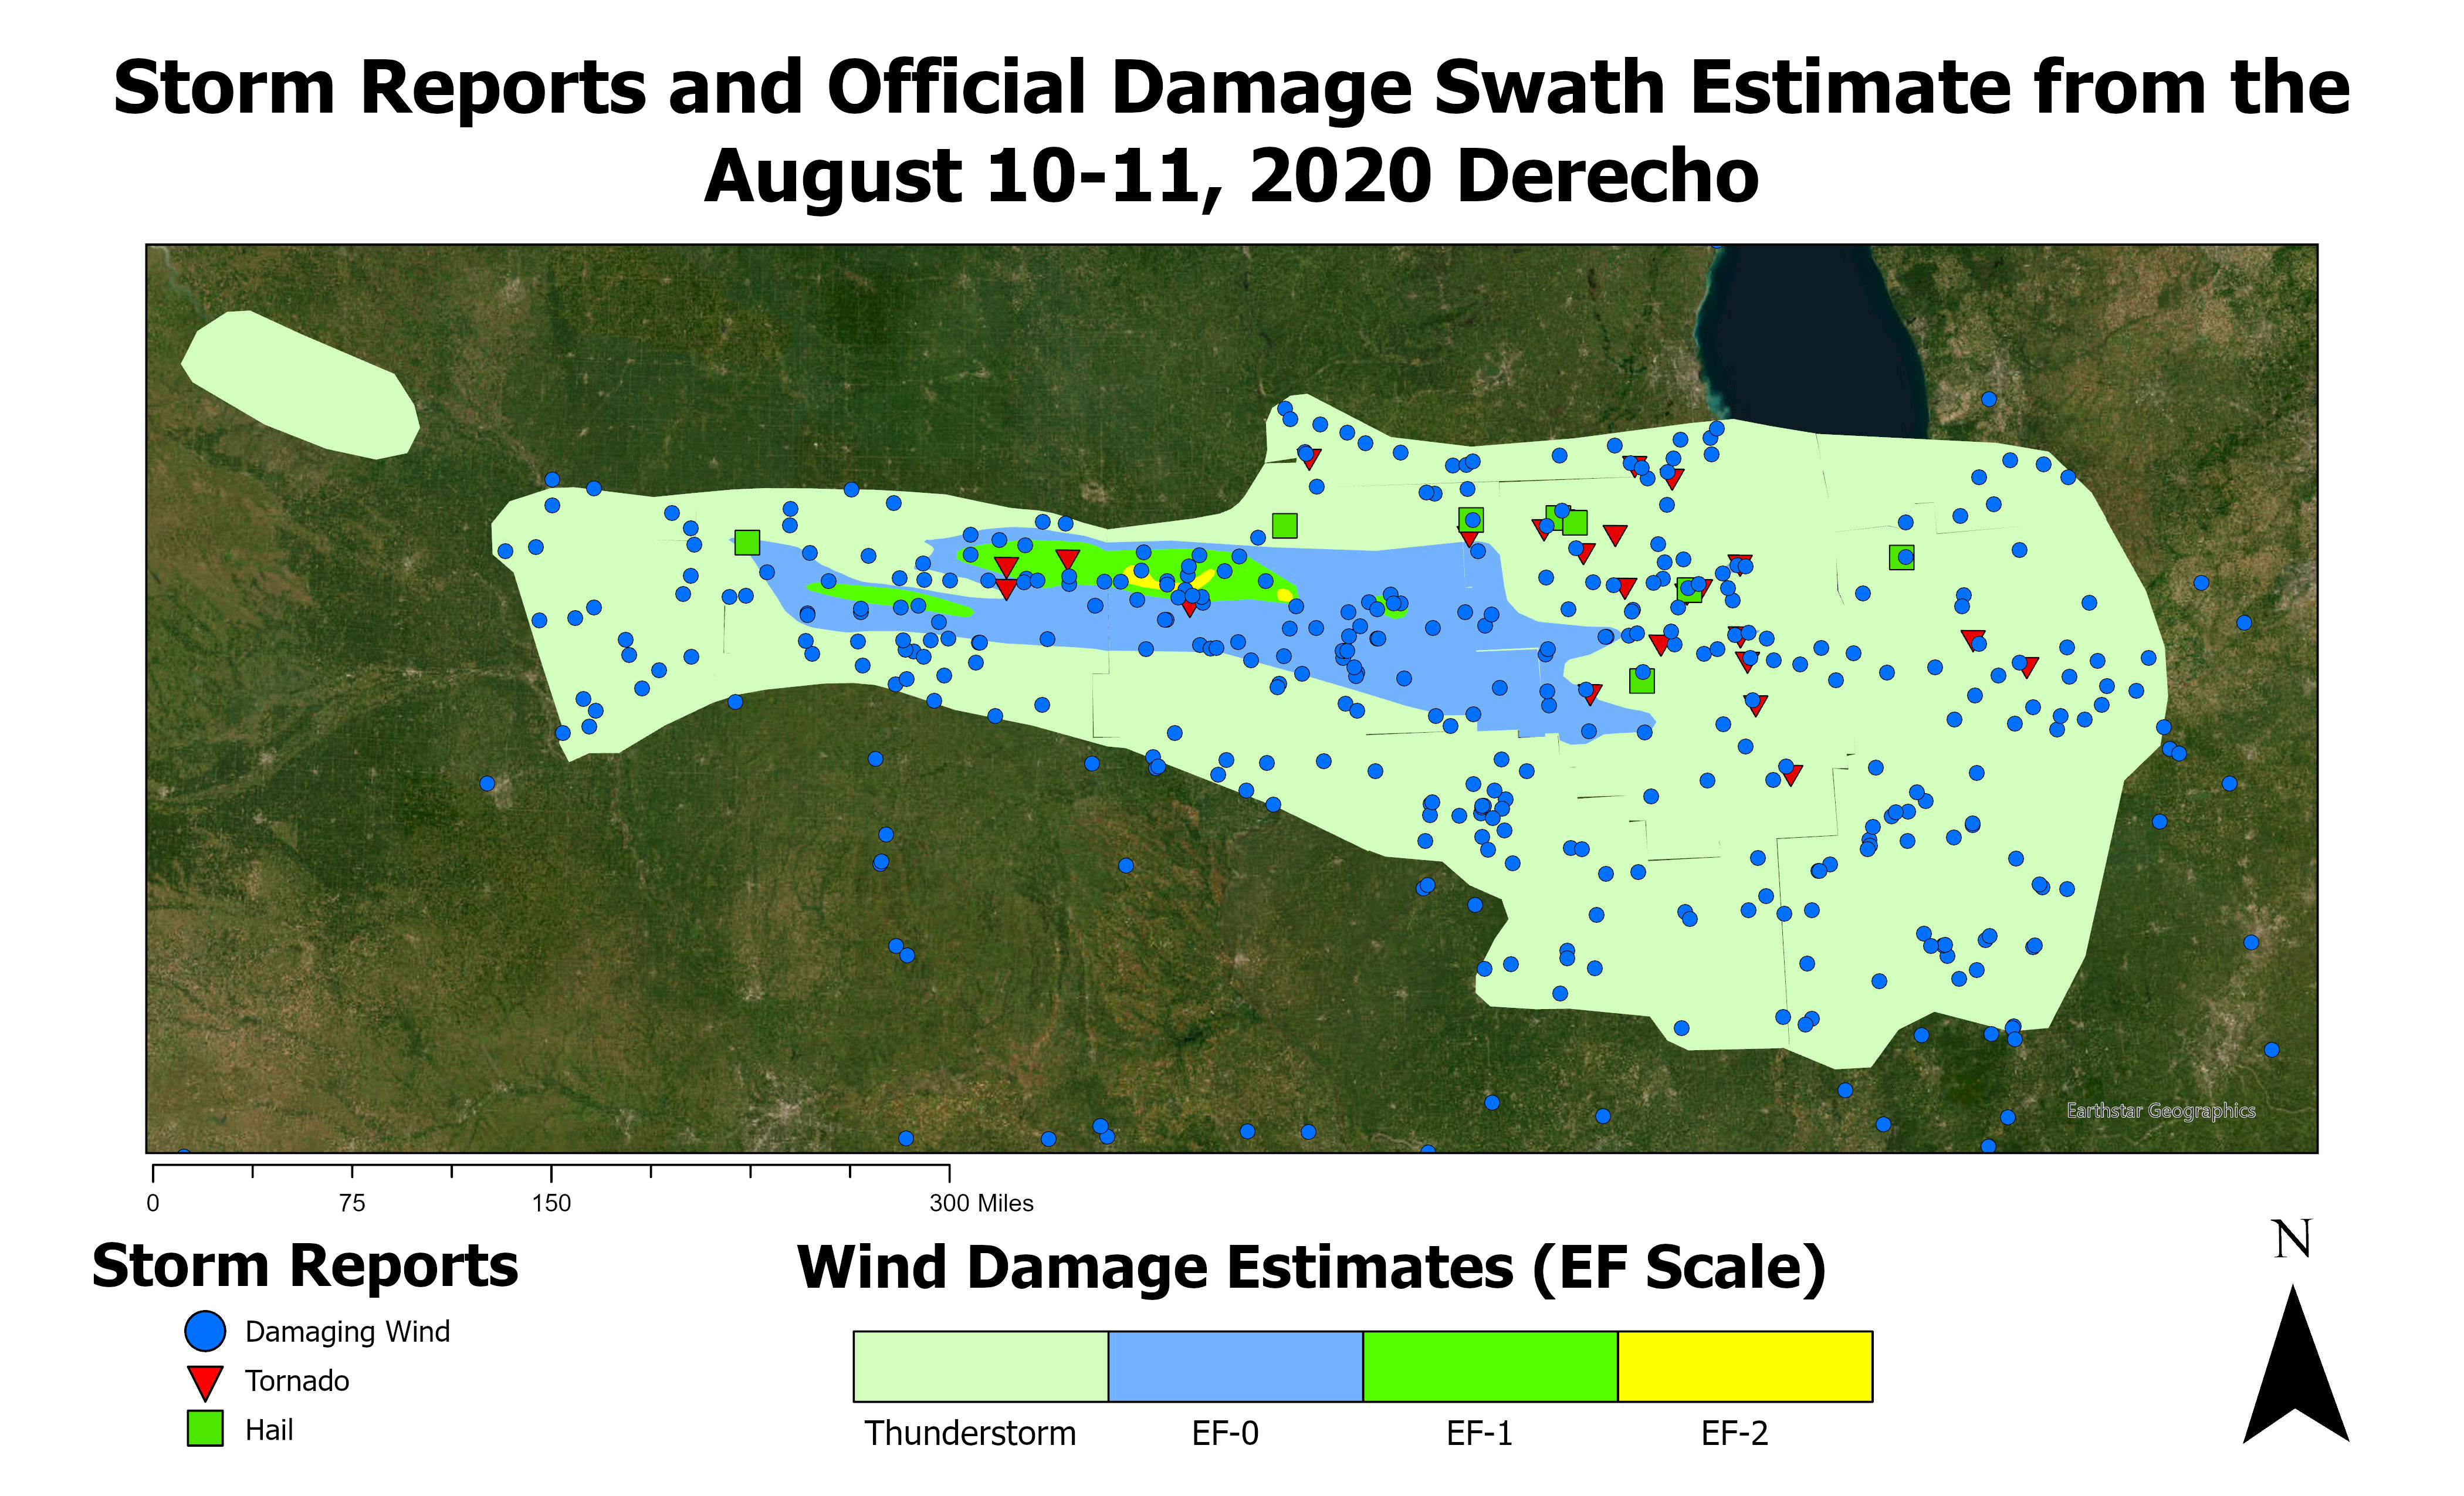 Storm Reports and Official Damage Swath Estimate from the
August 10-11, 2020 Derecho
Earthstar Geographics
0 75 150 300 Miles
N
Storm Reports
Damaging Wind
Tornado
Hail
Wind Damage Estimates (EF Scale)
Thunderstorm EF-0 EF-1 EF-2